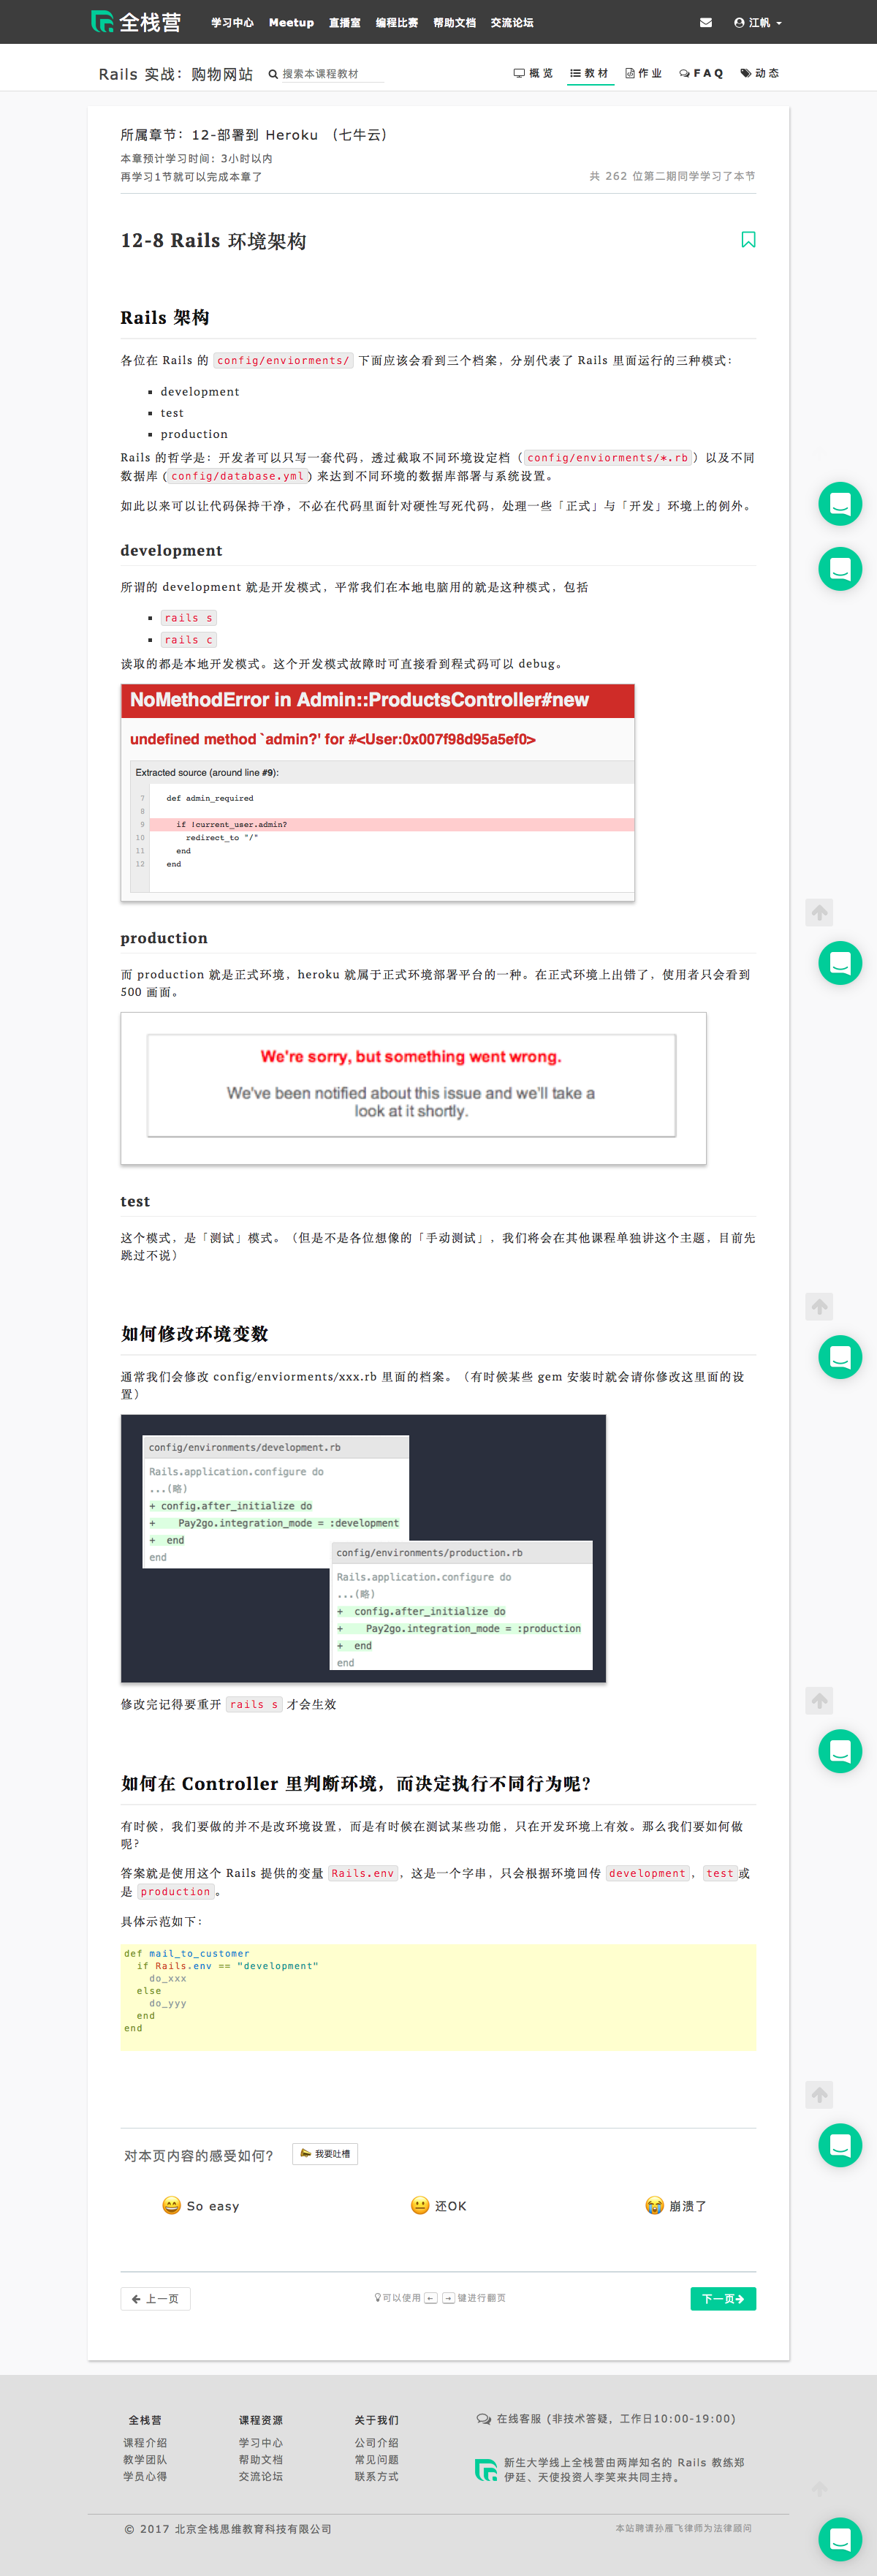 全栈营 学习中心 Meetup 直播室 编程比赛 帮助文档 交流论坛 江帆
Rails 实战：购物网站 搜索本课程教材 概览 教材 作业 FAQ 动态
所属章节：12-部署到 Heroku （七牛云）
本章预计学习时间：3小时以内
再学习1节就可以完成本章了 共 262 位第二期同学学习了本节
12-8 Rails 环境架构
Rails 架构
各位在 Rails 的 config/enviorments/ 下面应该会看到三个档案，分别代表了 Rails 里面运行的三种模式：
development
test
production
Rails 的哲学是：开发者可以只写一套代码，透过截取不同环境设定档（config/enviorments/*.rb）以及不同
数据库 (config/database.yml) 来达到不同环境的数据库部署与系统设置。
如此以来可以让代码保持干净，不必在代码里面针对硬性写死代码，处理一些「正式」与「开发」环境上的例外。
development
所谓的 development 就是开发模式，平常我们在本地电脑用的就是这种模式，包括
rails s
rails c
读取的都是本地开发模式。这个开发模式故障时可直接看到程式码可以 debug。
NoMethodError in Admin::ProductsController#new
undefined method `admin?' for #<User:0x007f98d95a5ef0>
Extracted source (around line #9):
7 def admin_required
8
9 if !current_user.admin?
10 redirect_to "/"
11 end
12 end
production
而 production 就是正式环境，heroku 就属于正式环境部署平台的一种。在正式环境上出错了，使用者只会看到
500 画面。
We're sorry, but something went wrong.
We've been notified about this issue and we'll take a
look at it shortly.
test
这个模式，是「测试」模式。（但是不是各位想像的「手动测试」，我们将会在其他课程单独讲这个主题，目前先
跳过不说）
如何修改环境变数
通常我们会修改 config/enviorments/xxx.rb 里面的档案。（有时候某些 gem 安装时就会请你修改这里面的设
置）
config/environments/development.rb
Rails.application.configure do
...(略)
+ config.after_initialize do
+ Pay2go.integration_mode = :development
+ end
end
config/environments/production.rb
Rails.application.configure do
...(略)
+ config.after_initialize do
+ Pay2go.integration_mode = :production
+ end
end
修改完记得要重开 rails s 才会生效
如何在 Controller 里判断环境，而决定执行不同行为呢？
有时候，我们要做的并不是改环境设置，而是有时候在测试某些功能，只在开发环境上有效。那么我们要如何做
呢?
答案就是使用这个 Rails 提供的变量 Rails.env，这是一个字串，只会根据环境回传 development，test或
是 production。
具体示范如下：
def mail_to_customer
if Rails.env == "development"
do_xxx
else
do_yyy
end
end
对本页内容的感受如何? 我要吐槽
So easy 还OK 崩溃了
上一页 可以使用 ← → 键进行翻页 下一页
全栈营 课程资源 关于我们 在线客服 (非技术答疑，工作日10:00-19:00)
课程介绍 学习中心 公司介绍
教学团队 帮助文档 常见问题 新生大学线上全栈营由两岸知名的 Rails 教练郑
学员心得 交流论坛 联系方式 伊廷、天使投资人李笑来共同主持。
© 2017 北京全栈思维教育科技有限公司 本站聘请孙雁飞律师为法律顾问